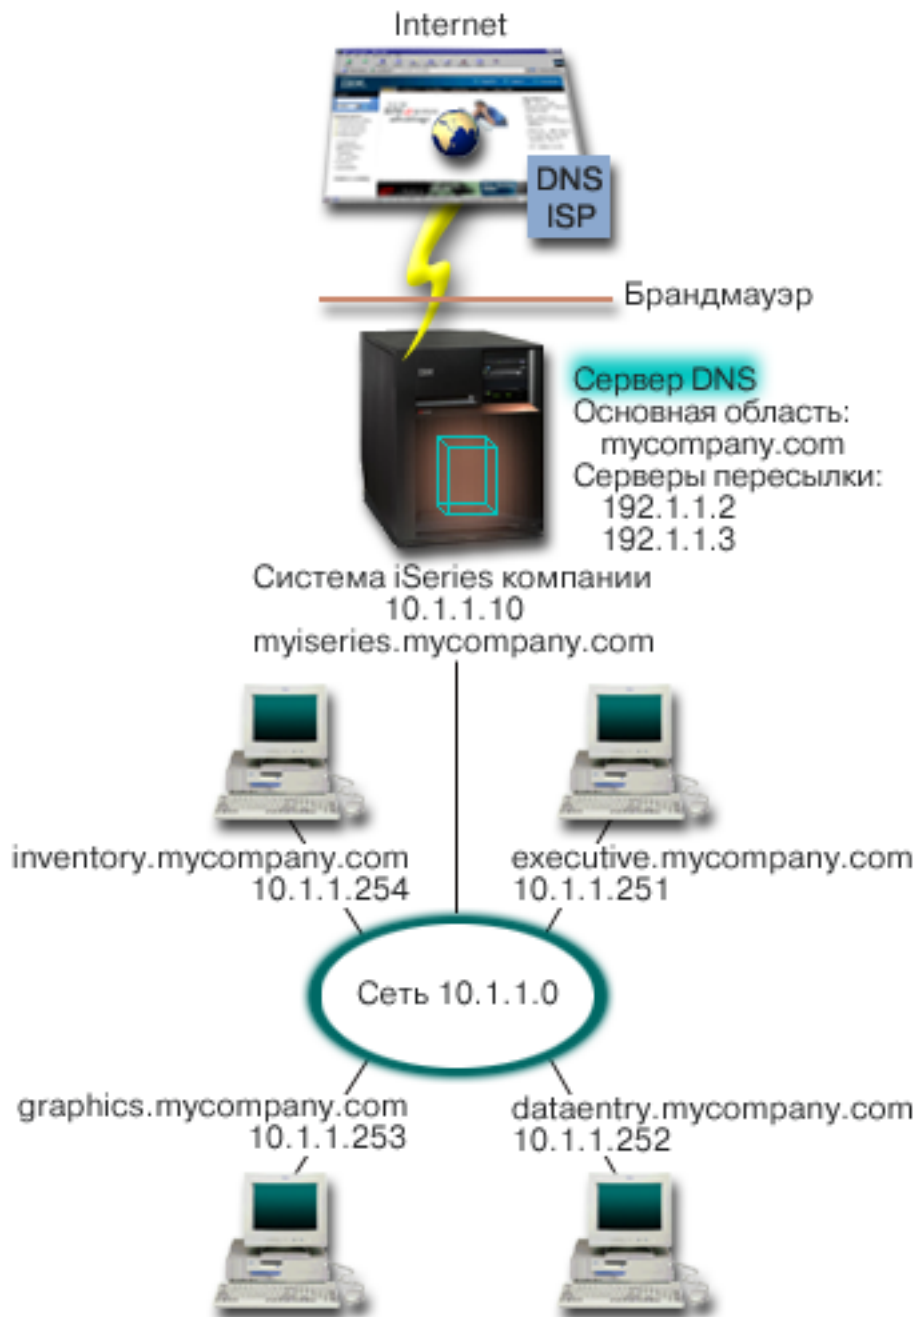 Internet
DNS
ISP
Брандмауэр
IBM
Сервер DNS
Основная область:
mycompany.com
Серверы пересылки:
192.1.1.2
192.1.1.3
Система iSeries компании
10.1.1.10
myiseries.mycompany.com
inventory.mycompany.com
10.1.1.254
executive.mycompany.com
10.1.1.251
Сеть 10.1.1.0
graphics.mycompany.com
10.1.1.253
dataentry.mycompany.com
10.1.1.252